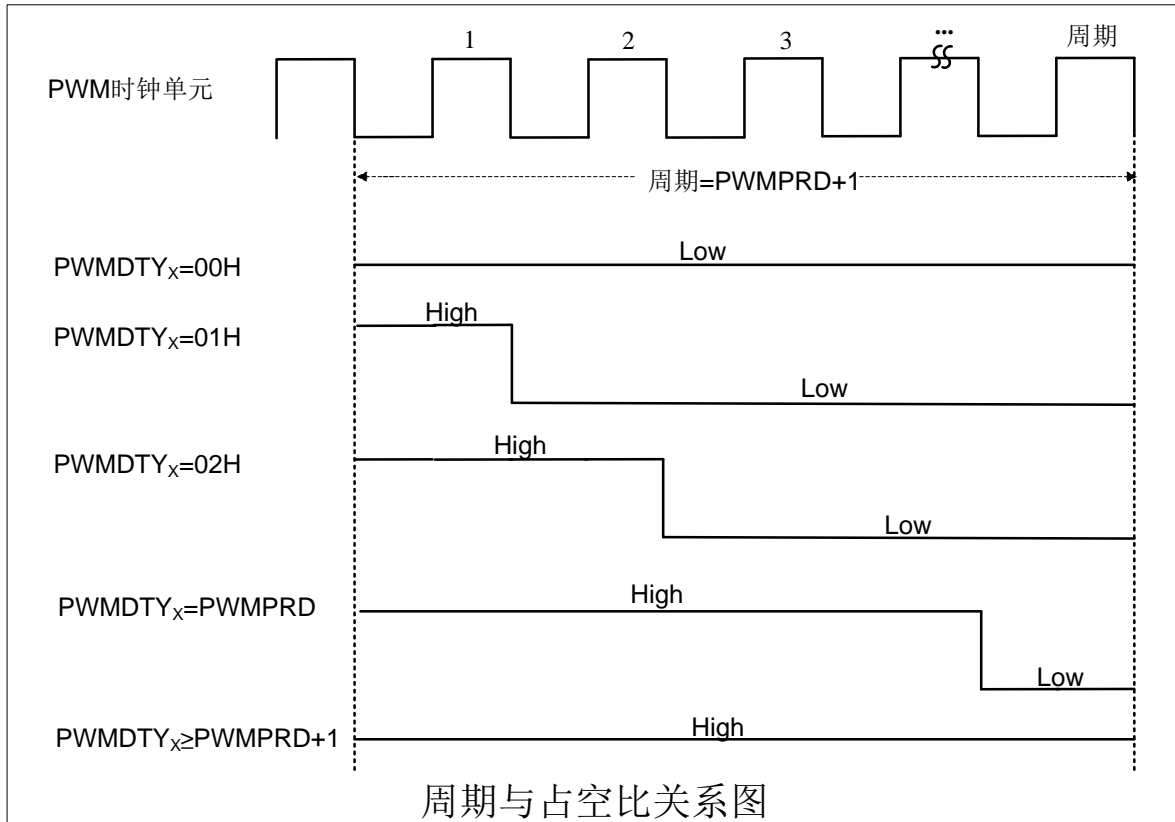 1 2 3 ... 周期
PWM时钟单元
周期=PWMPRD+1
PWMDTYX=00H Low
PWMDTYX=01H High Low
PWMDTYX=02H High Low
PWMDTYX=PWMPRD High Low
PWMDTYX≥PWMPRD+1 High
周期与占空比关系图